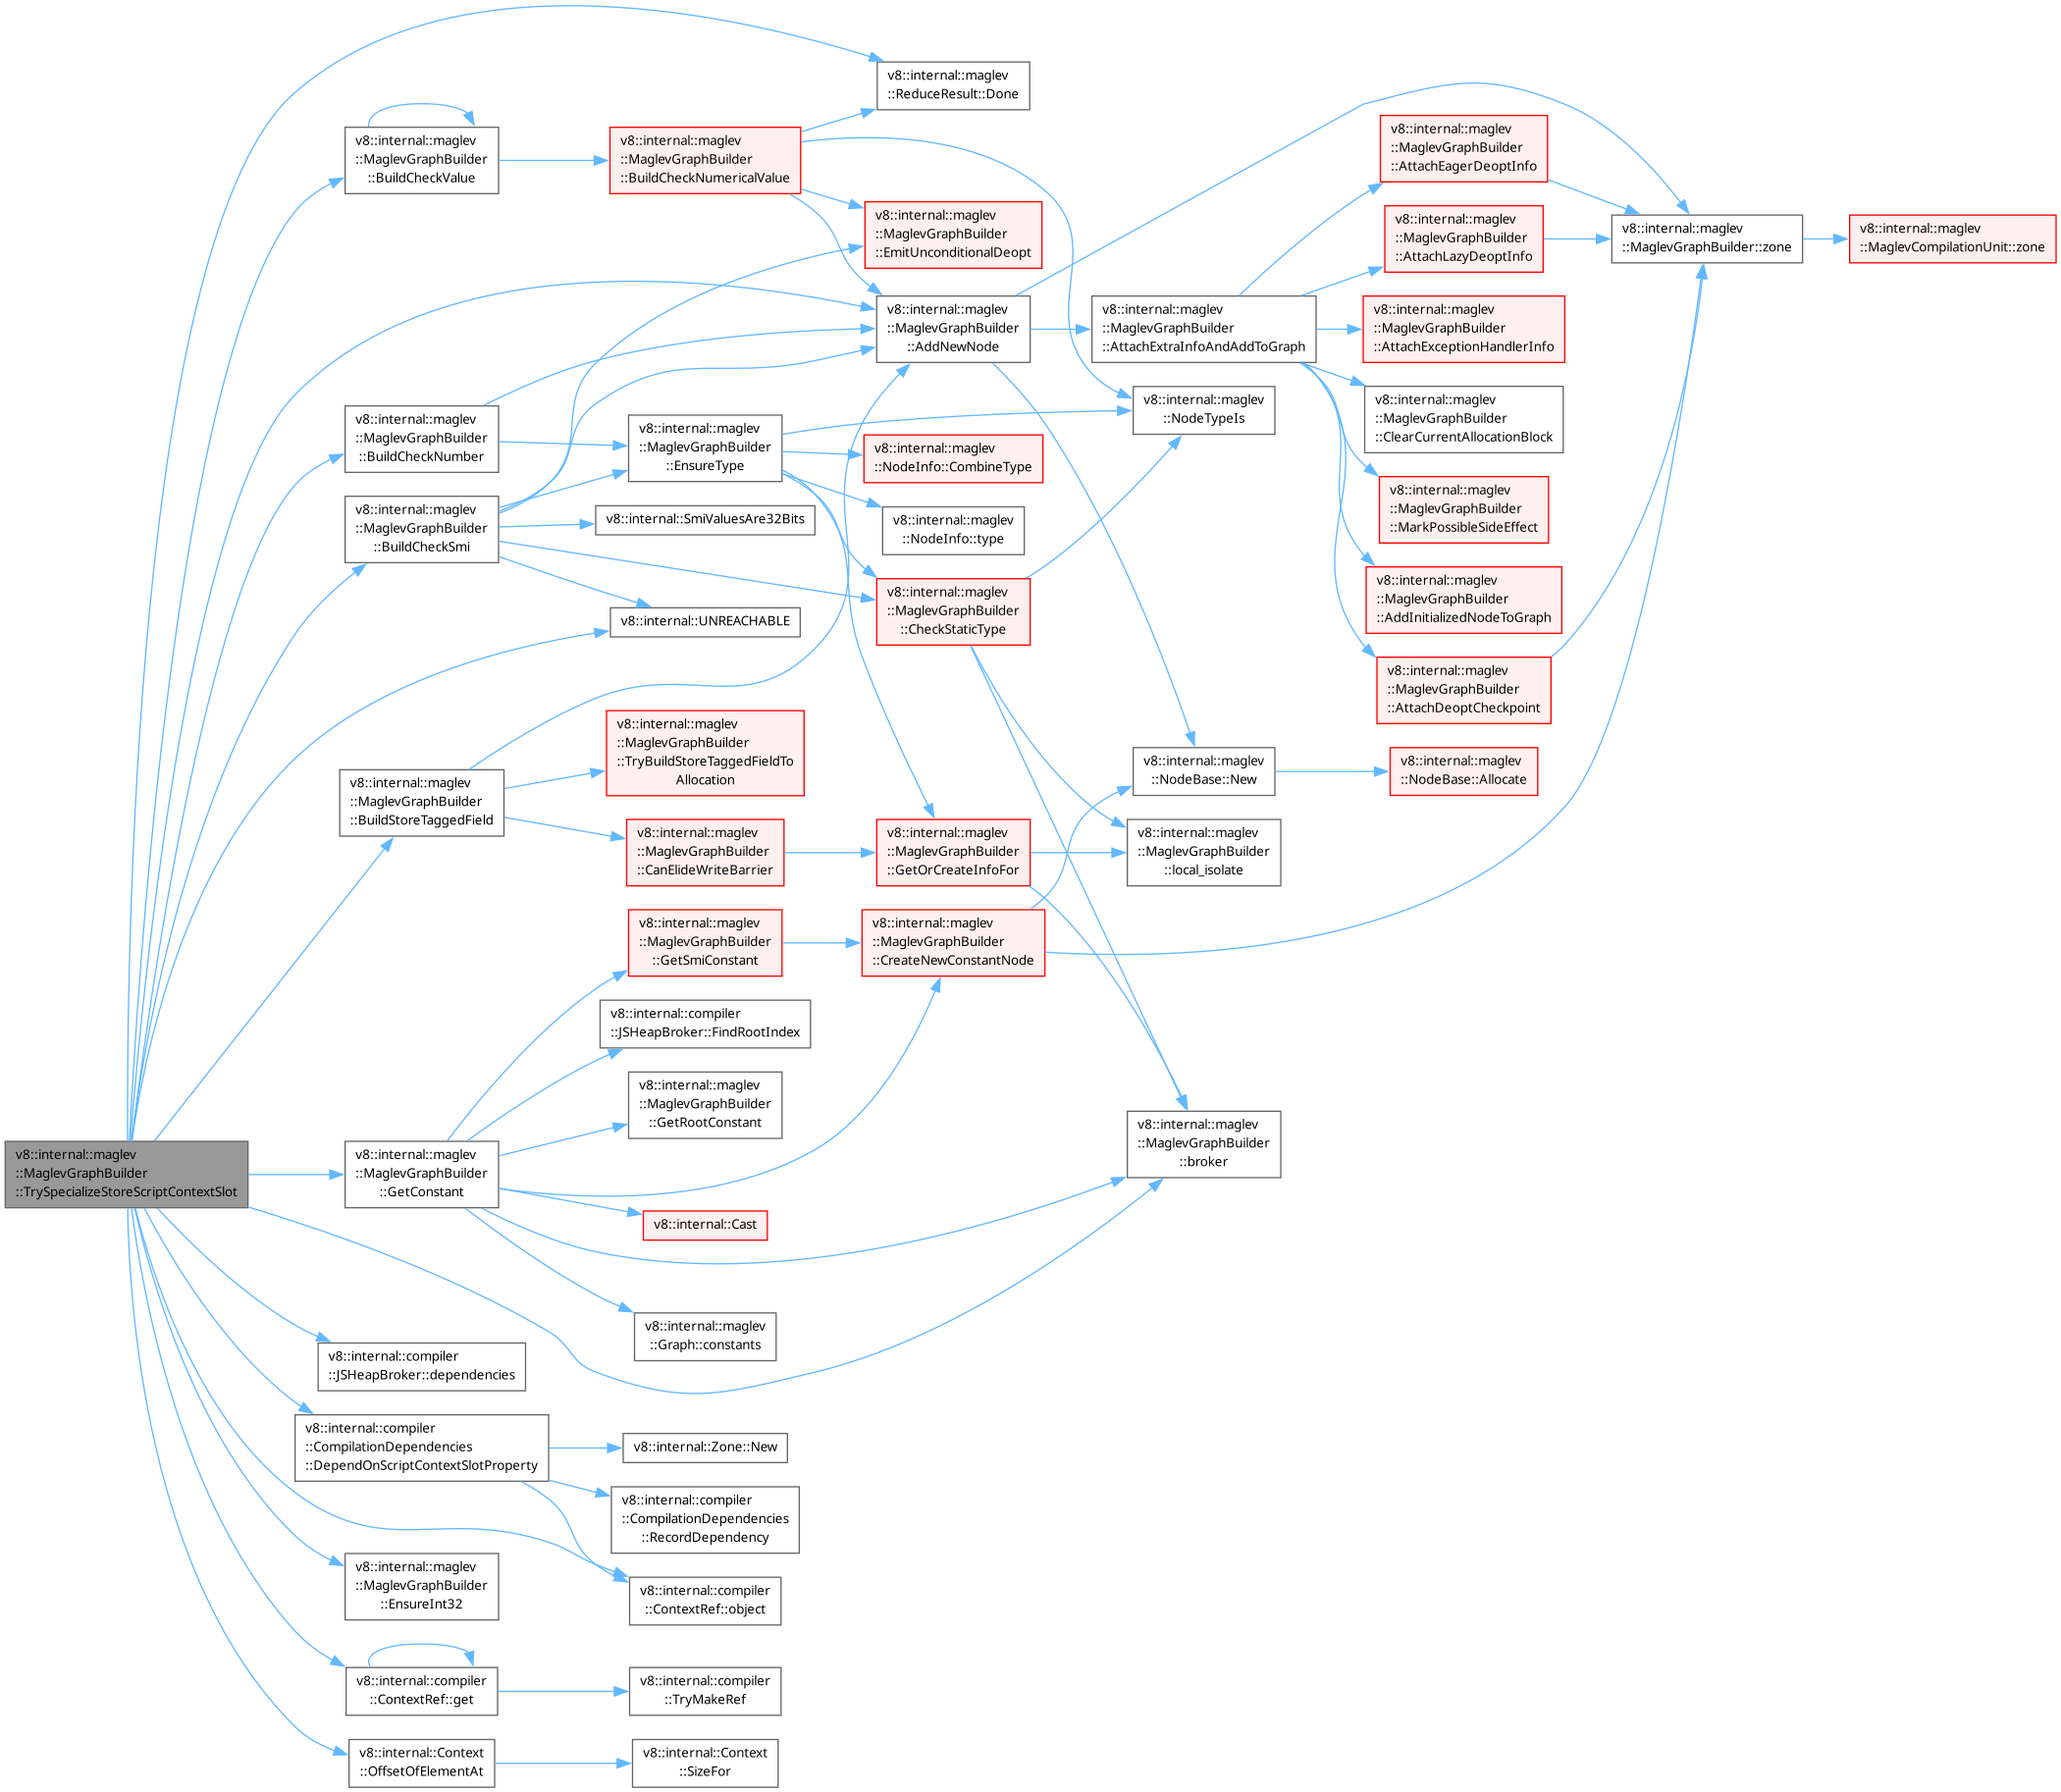 v8::internal::maglev
::ReduceResult::Done
v8::internal::maglev
::MaglevGraphBuilder
::BuildCheckValue
v8::internal::maglev
::MaglevGraphBuilder
::BuildCheckNumericalValue
v8::internal::maglev
::MaglevGraphBuilder
::AttachEagerDeoptInfo
v8::internal::maglev
::MaglevGraphBuilder
::EmitUnconditionalDeopt
v8::internal::maglev
::MaglevGraphBuilder
::AttachLazyDeoptInfo
v8::internal::maglev
::MaglevGraphBuilder::zone
v8::internal::maglev
::MaglevCompilationUnit::zone
v8::internal::maglev
::MaglevGraphBuilder
::AddNewNode
v8::internal::maglev
::MaglevGraphBuilder
::AttachExtraInfoAndAddToGraph
v8::internal::maglev
::MaglevGraphBuilder
::AttachExceptionHandlerInfo
v8::internal::maglev
::MaglevGraphBuilder
::BuildCheckNumber
v8::internal::maglev
::MaglevGraphBuilder
::EnsureType
v8::internal::maglev
::NodeInfo::CombineType
v8::internal::maglev
::NodeTypeIs
v8::internal::maglev
::MaglevGraphBuilder
::ClearCurrentAllocationBlock
v8::internal::maglev
::MaglevGraphBuilder
::BuildCheckSmi
v8::internal::SmiValuesAre32Bits
v8::internal::maglev
::NodeInfo::type
v8::internal::maglev
::MaglevGraphBuilder
::MarkPossibleSideEffect
v8::internal::UNREACHABLE
v8::internal::maglev
::MaglevGraphBuilder
::CheckStaticType
v8::internal::maglev
::MaglevGraphBuilder
::AddInitializedNodeToGraph
v8::internal::maglev
::MaglevGraphBuilder
::AttachDeoptCheckpoint
v8::internal::maglev
::MaglevGraphBuilder
::BuildStoreTaggedField
v8::internal::maglev
::MaglevGraphBuilder
::TryBuildStoreTaggedFieldTo
Allocation
v8::internal::maglev
::NodeBase::New
v8::internal::maglev
::NodeBase::Allocate
v8::internal::maglev
::MaglevGraphBuilder
::CanElideWriteBarrier
v8::internal::maglev
::MaglevGraphBuilder
::GetOrCreateInfoFor
v8::internal::maglev
::MaglevGraphBuilder
::local_isolate
v8::internal::maglev
::MaglevGraphBuilder
::GetSmiConstant
v8::internal::maglev
::MaglevGraphBuilder
::CreateNewConstantNode
v8::internal::compiler
::JSHeapBroker::FindRootIndex
v8::internal::maglev
::MaglevGraphBuilder
::GetRootConstant
v8::internal::maglev
::MaglevGraphBuilder
::broker
v8::internal::maglev
::MaglevGraphBuilder
::TrySpecializeStoreScriptContextSlot
v8::internal::maglev
::MaglevGraphBuilder
::GetConstant
v8::internal::Cast
v8::internal::maglev
::Graph::constants
v8::internal::compiler
::JSHeapBroker::dependencies
v8::internal::compiler
::CompilationDependencies
::DependOnScriptContextSlotProperty
v8::internal::Zone::New
v8::internal::compiler
::CompilationDependencies
::RecordDependency
v8::internal::maglev
::MaglevGraphBuilder
::EnsureInt32
v8::internal::compiler
::ContextRef::object
v8::internal::compiler
::ContextRef::get
v8::internal::compiler
::TryMakeRef
v8::internal::Context
::OffsetOfElementAt
v8::internal::Context
::SizeFor